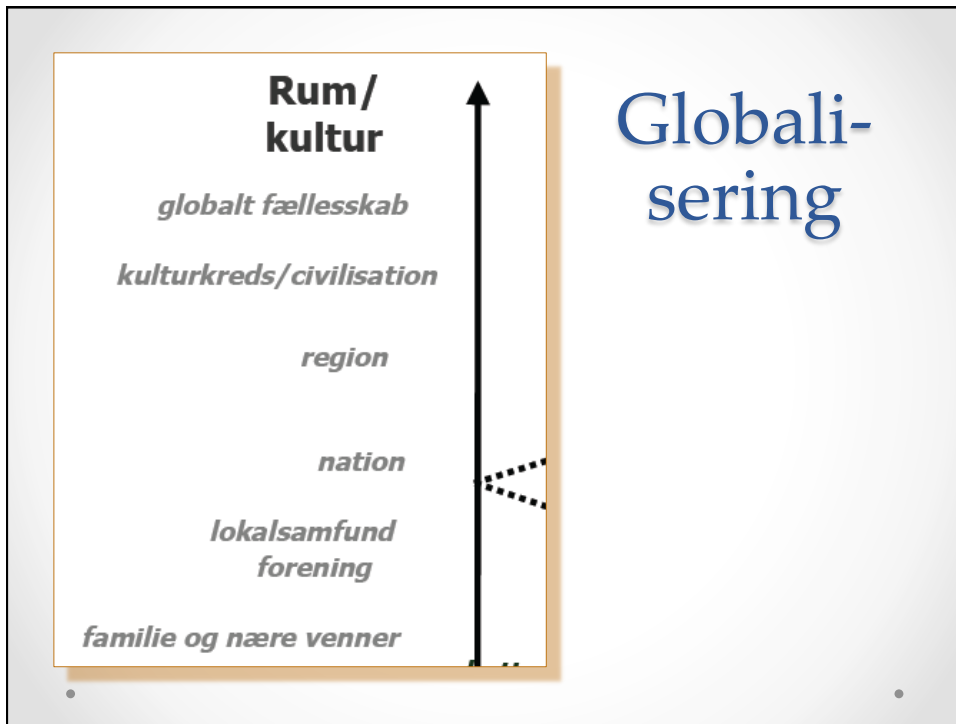 Rum/
kultur
globalt fællesskab
kulturkreds/civilisation
region
nation
lokalsamfund
forening
familie og nære venner
Globali-
sering